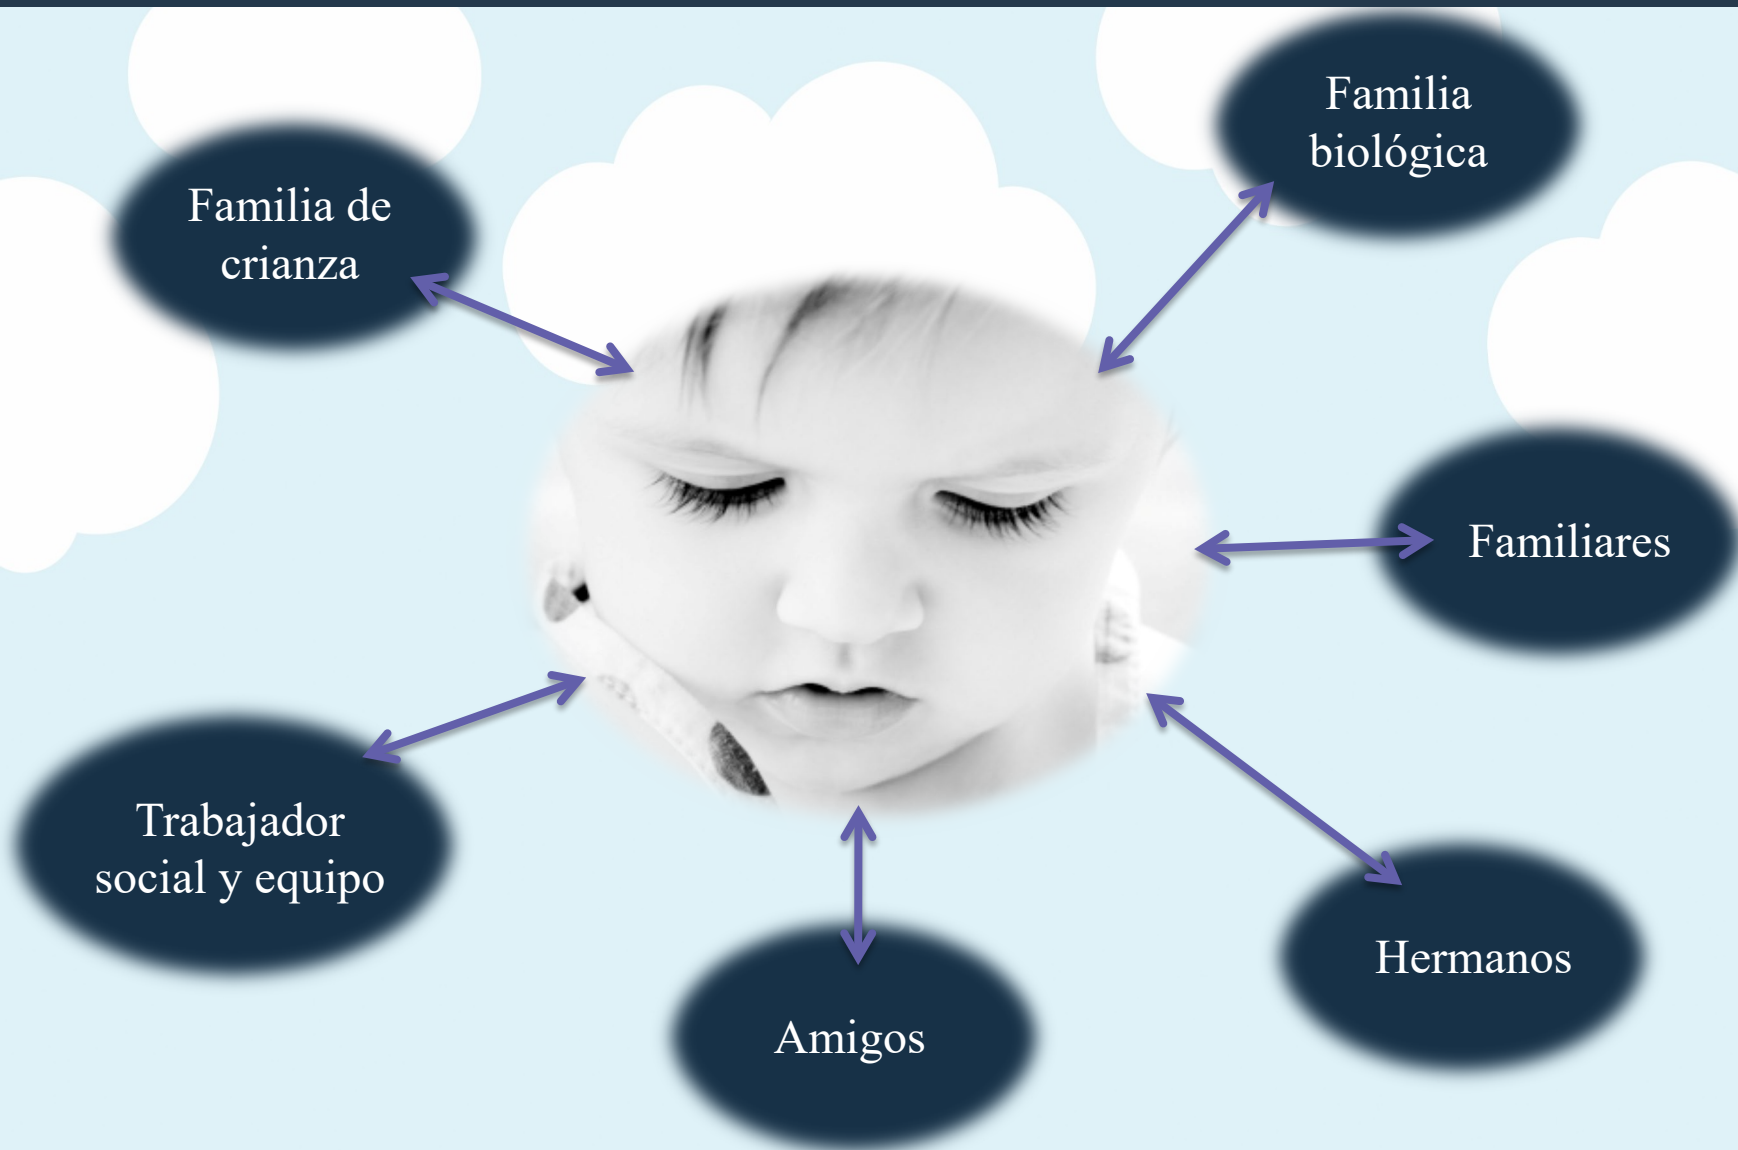 Familia
biológica
Familia de
crianza
Familiares
Trabajador
social y equipo
Hermanos
Amigos